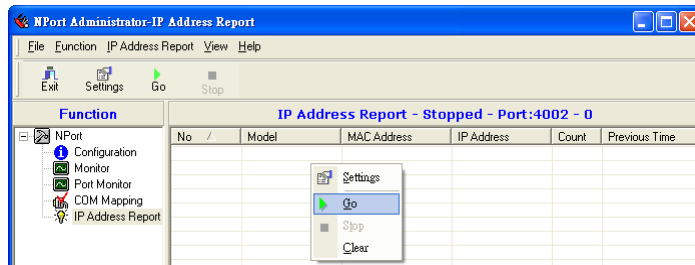 NPort Administrator-IP Address Report
File Function IP Address Report View Help
Exit Settings Go Stop
Function
IP Address Report - Stopped - Port:4002 - 0
NPort
Configuration
Monitor
Port Monitor
COM Mapping
IP Address Report
No Model MAC Address IP Address Count Previous Time
Settings
Go
Stop
Clear